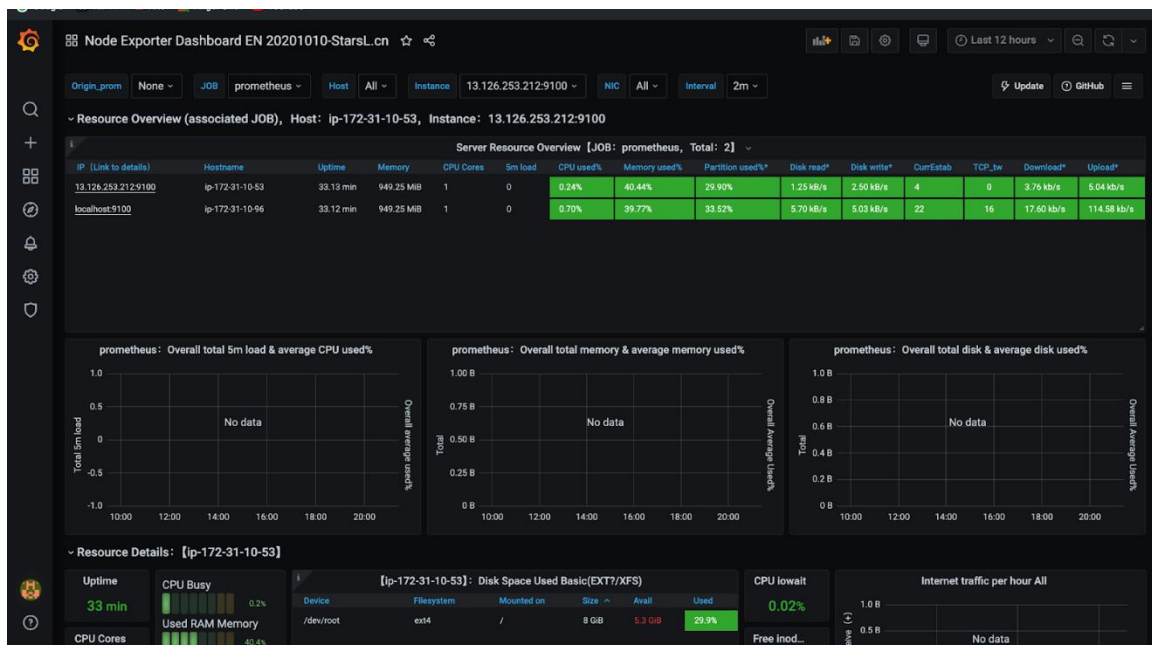 Node Exporter Dashboard EN 20201010-StarsL.cn
Last 12 hours
Origin_prom None JOB prometheus Host All Instance 13.126.253.212:9100 NIC All Interval 2m Update GitHub
Resource Overview (associated JOB), Host: ip-172-31-10-53, Instance: 13.126.253.212:9100
Server Resource Overview【JOB: prometheus, Total: 2】
IP (Link to details) Hostname Uptime Memory CPU Cores 5m load CPU used% Memory used% Partition used%* Disk read* Disk write* CurrEstab TCP_tw Download* Upload*
13.126.253.212:9100 ip-172-31-10-53 33.13 min 949.25 MiB 1 0 0.24% 40.44% 29.90% 1.25 kB/s 2.50 kB/s 4 0 3.76 kb/s 5.04 kb/s
localhost:9100 ip-172-31-10-96 33.12 min 949.25 MiB 1 0 0.70% 39.77% 33.52% 5.70 kB/s 5.03 kB/s 22 16 17.60 kb/s 114.58 kb/s
prometheus: Overall total 5m load & average CPU used%
1.0
0.5
0
-0.5
-1.0
Total 5m load
No data
Overall average used%
10:00 12:00 14:00 16:00 18:00 20:00
prometheus: Overall total memory & average memory used%
1.00 B
0.75 B
0.50 B
0.25 B
0 B
Total
No data
Overall Average Used%
10:00 12:00 14:00 16:00 18:00 20:00
prometheus: Overall total disk & average disk used%
1.0 B
0.8 B
0.6 B
0.4 B
0.2 B
0 B
Total
No data
Overall Average Used%
10:00 12:00 14:00 16:00 18:00 20:00
Resource Details:【ip-172-31-10-53】
Uptime
33 min
CPU Cores
CPU Busy
0.2%
Used RAM Memory
40.4%
【ip-172-31-10-53】: Disk Space Used Basic(EXT?/XFS)
Device Filesystem Mounted on Size Avail Used
/dev/root ext4 / 8 GiB 5.3 GiB 29.9%
CPU iowait
0.02%
Free inod...
Internet traffic per hour All
1.0 B
0.5 B
No data